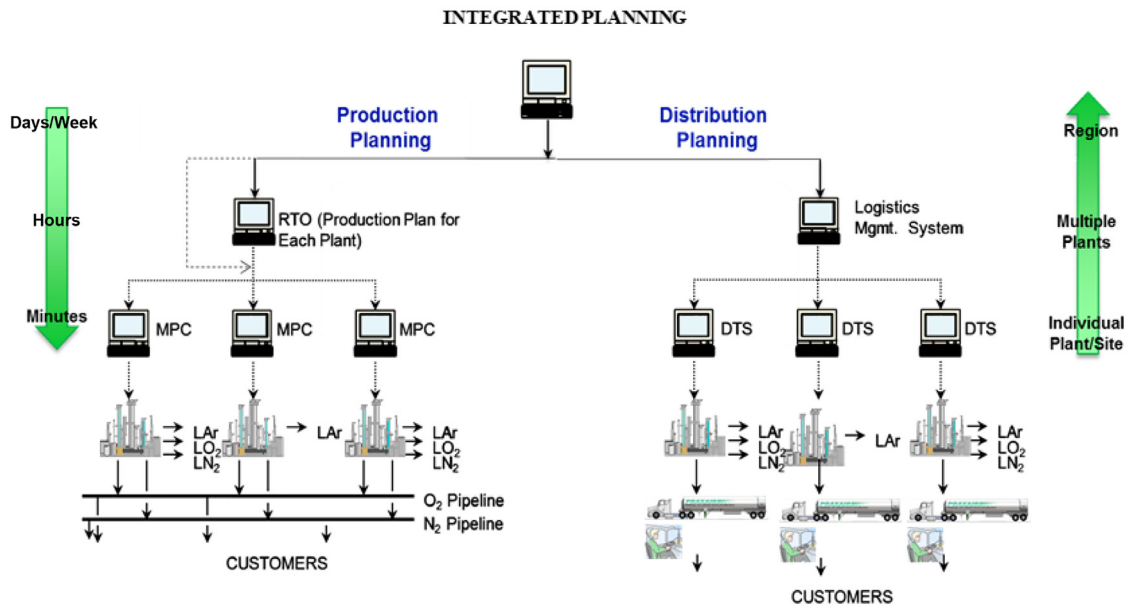 INTEGRATED PLANNING
Days/Week
Production
Planning
Distribution
Planning
Region
Hours
RTO (Production Plan for
Each Plant)
Logistics
Mgmt. System
Multiple
Plants
Minutes
MPC
MPC
MPC
DTS
DTS
DTS
Individual
Plant/Site
LAr
LO₂
LN₂
LAr
LAr
LO₂
LN₂
LAr
LO₂
LN₂
LAr
LAr
LO₂
LN₂
O₂ Pipeline
N₂ Pipeline
CUSTOMERS
CUSTOMERS